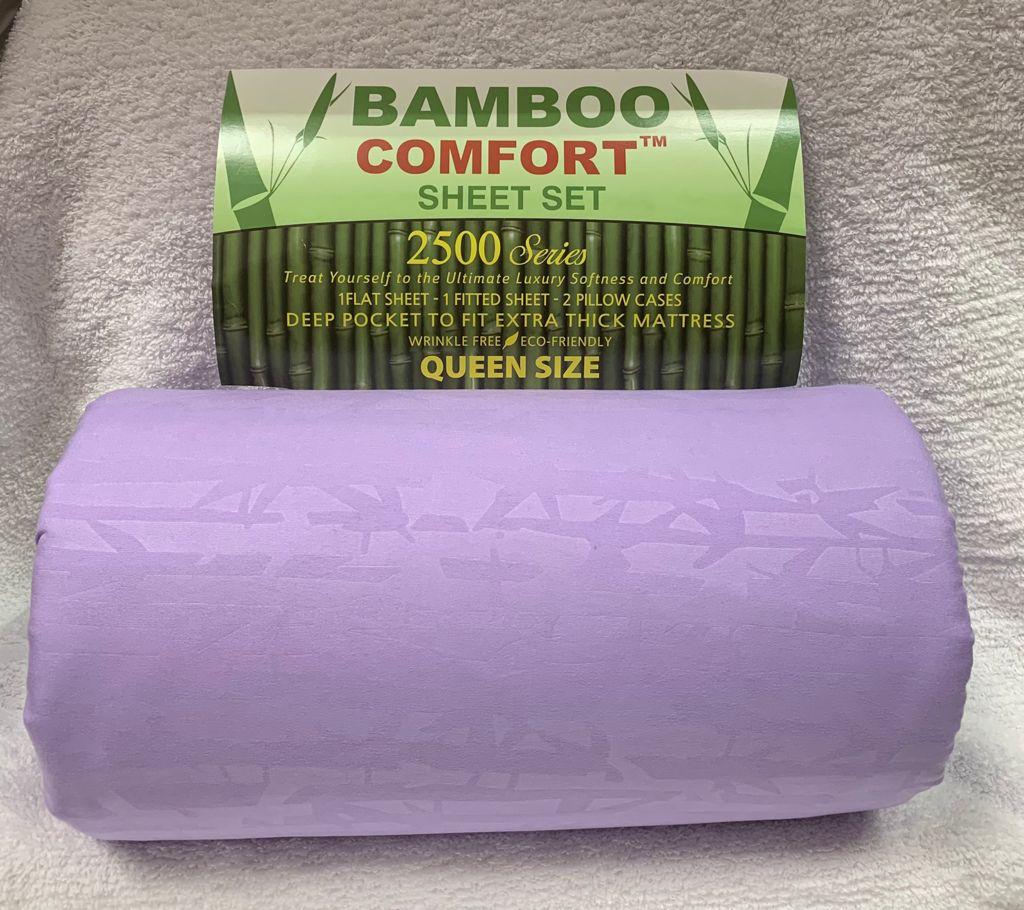 BAMBOO
COMFORT™
SHEET SET
2500 Series
Treat Yourself to the Ultimate Luxury Softness and Comfort
1FLAT SHEET - 1 FITTED SHEET - 2 PILLOW CASES
DEEP POCKET TO FIT EXTRA THICK MATTRESS
WRINKLE FREE ECO-FRIENDLY
QUEEN SIZE